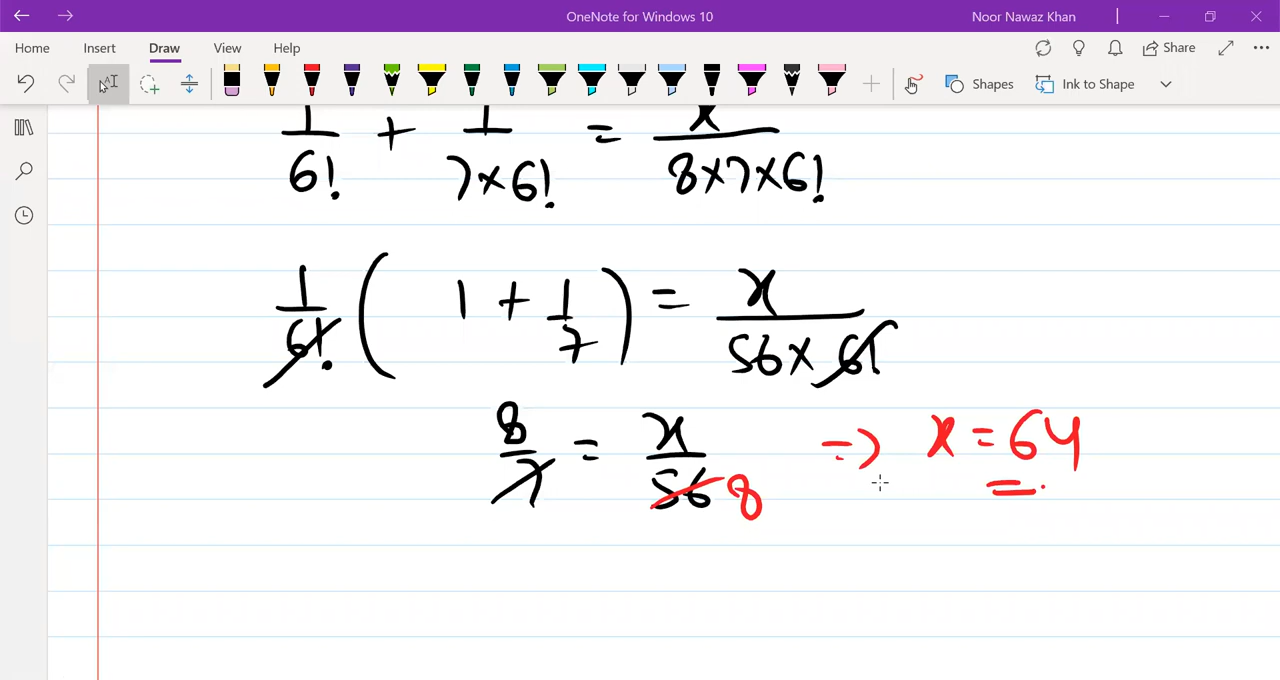 OneNote for Windows 10 Noor Nawaz Khan
Home Insert Draw View Help Share
Shapes Ink to Shape
1/6! + 1/7×6! = x/8×7×6!
1/6! ( 1 + 1/7 ) = x/56×6!
8/7 = x/56 8 => x = 64